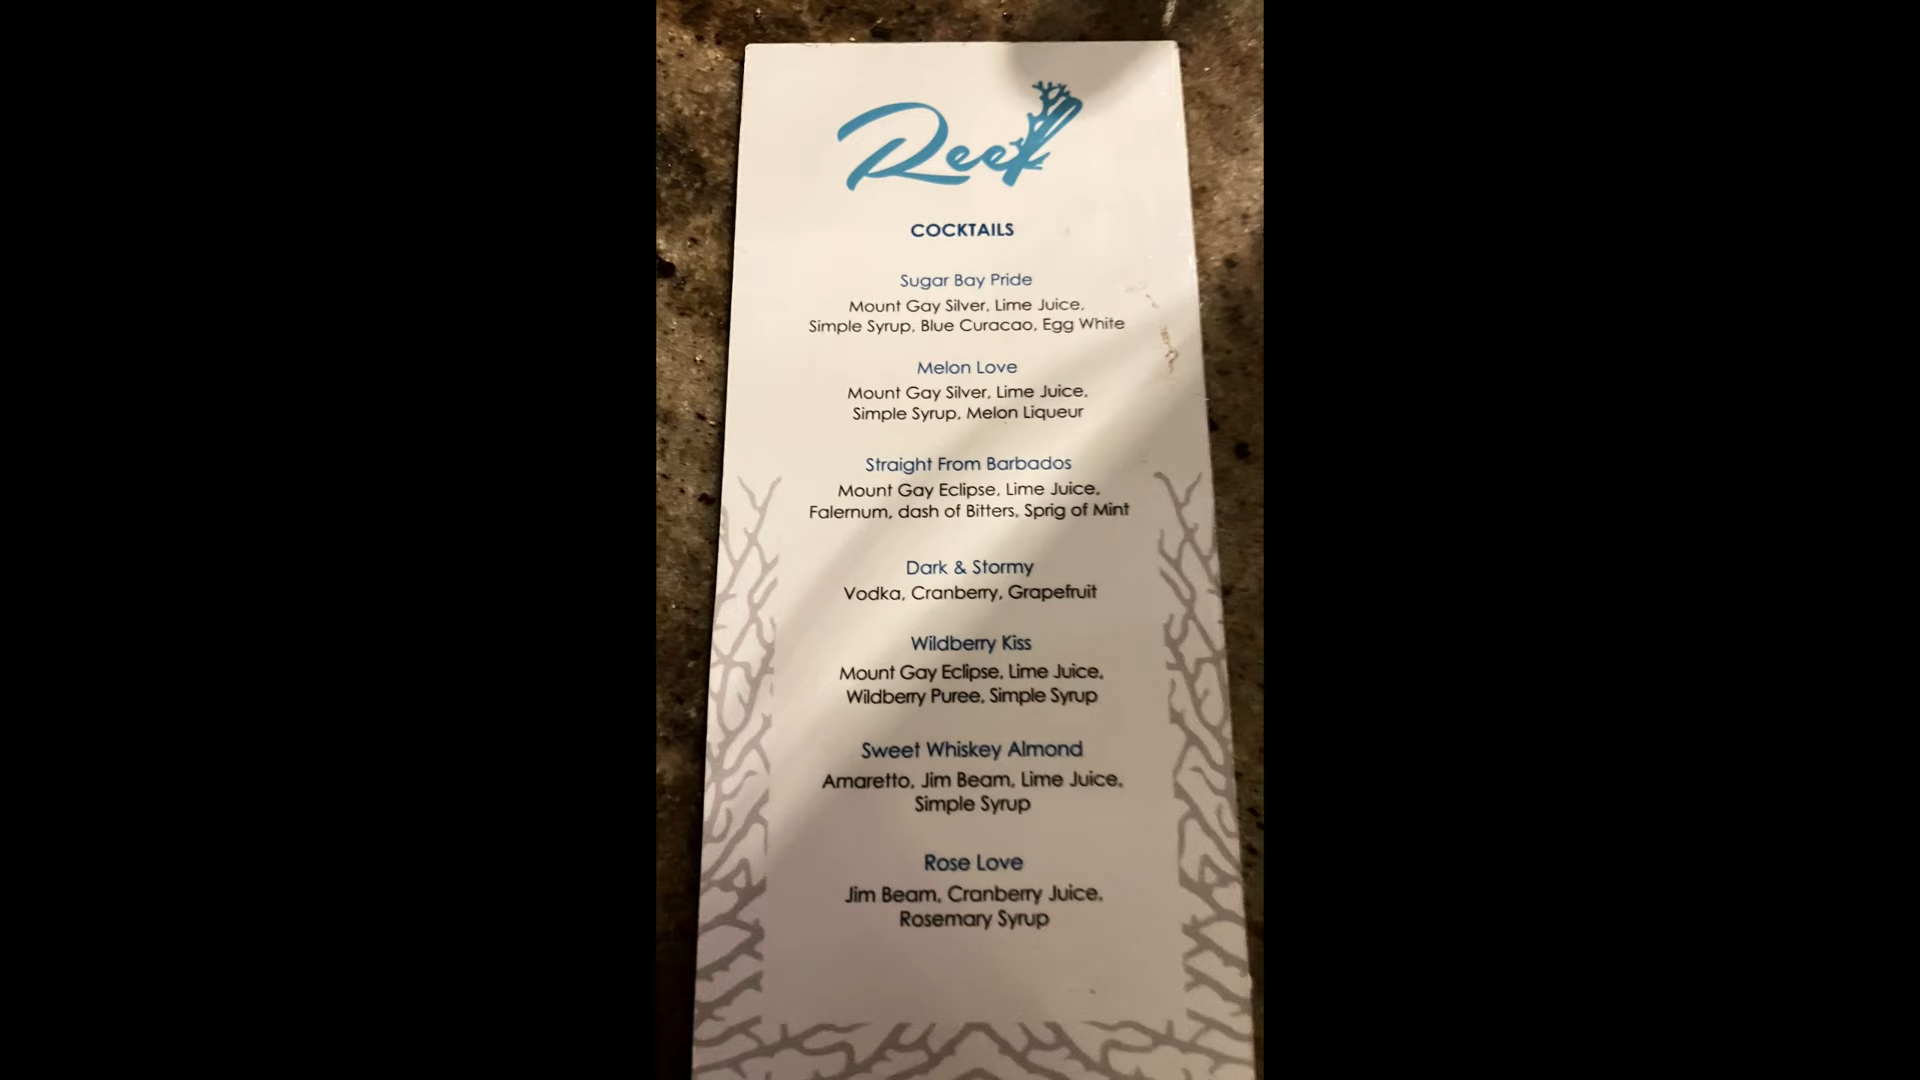 Reef
COCKTAILS
Sugar Bay Pride
Mount Gay Silver, Lime Juice,
Simple Syrup, Blue Curacao, Egg White
Melon Love
Mount Gay Silver, Lime Juice,
Simple Syrup, Melon Liqueur
Straight From Barbados
Mount Gay Eclipse, Lime Juice,
Falernum, dash of Bitters, Sprig of Mint
Dark & Stormy
Vodka, Cranberry, Grapefruit
Wildberry Kiss
Mount Gay Eclipse, Lime Juice,
Wildberry Puree, Simple Syrup
Sweet Whiskey Almond
Amaretto, Jim Beam, Lime Juice,
Simple Syrup
Rose Love
Jim Beam, Cranberry Juice,
Rosemary Syrup